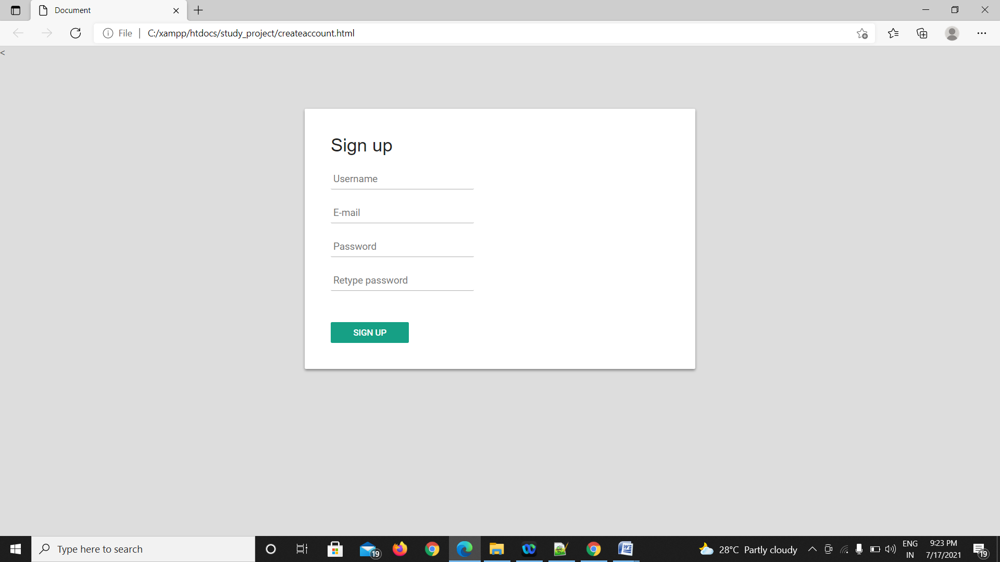 Document
File
C:/xampp/htdocs/study_project/createaccount.html
<
Sign up
Username
E-mail
Password
Retype password
SIGN UP
Type here to search
19
28°C Partly cloudy
ENG
IN
9:23 PM
7/17/2021
19